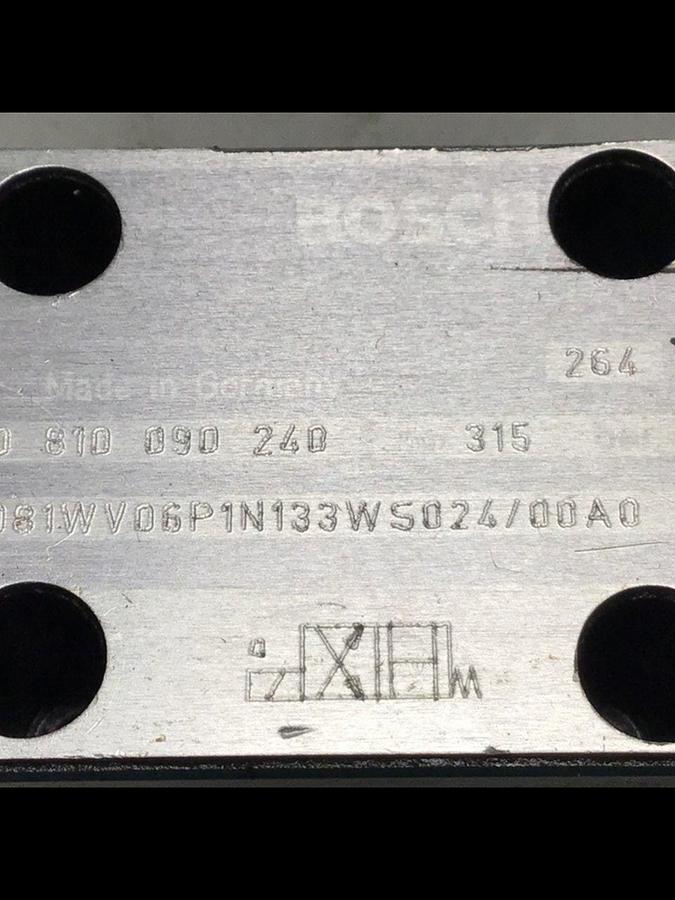 BOSCH
264
Made in Germany
0 810 090 240 315
081WV06P1N133WS024/00A0
a